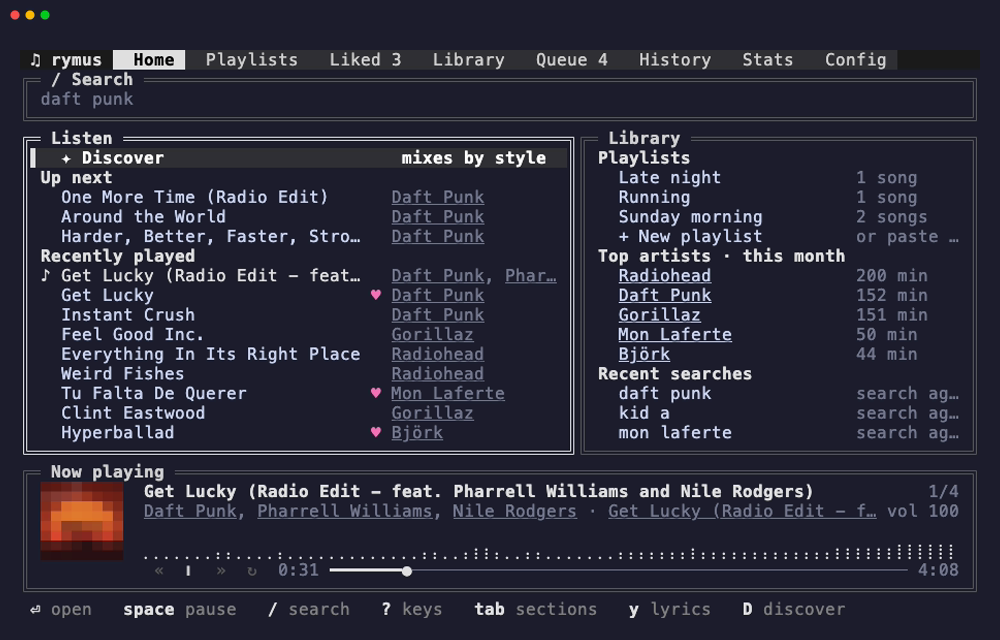 ♫ rymus Home Playlists Liked 3 Library Queue 4 History Stats Config
/ Search
daft punk
Listen
✦ Discover mixes by style
Up next
One More Time (Radio Edit) Daft Punk
Around the World Daft Punk
Harder, Better, Faster, Stro… Daft Punk
Recently played
♪ Get Lucky (Radio Edit – feat… Daft Punk, Phar…
Get Lucky ♥ Daft Punk
Instant Crush Daft Punk
Feel Good Inc. Gorillaz
Everything In Its Right Place Radiohead
Weird Fishes Radiohead
Tu Falta De Querer ♥ Mon Laferte
Clint Eastwood Gorillaz
Hyperballad ♥ Björk
Library
Playlists
Late night 1 song
Running 1 song
Sunday morning 2 songs
+ New playlist or paste …
Top artists · this month
Radiohead 200 min
Daft Punk 152 min
Gorillaz 151 min
Mon Laferte 50 min
Björk 44 min
Recent searches
daft punk search ag…
kid a search ag…
mon laferte search ag…
Now playing
Get Lucky (Radio Edit – feat. Pharrell Williams and Nile Rodgers) 1/4
Daft Punk, Pharrell Williams, Nile Rodgers · Get Lucky (Radio Edit – f… vol 100
« ‖ » ↻ 0:31 4:08
⏎ open space pause / search ? keys tab sections y lyrics D discover